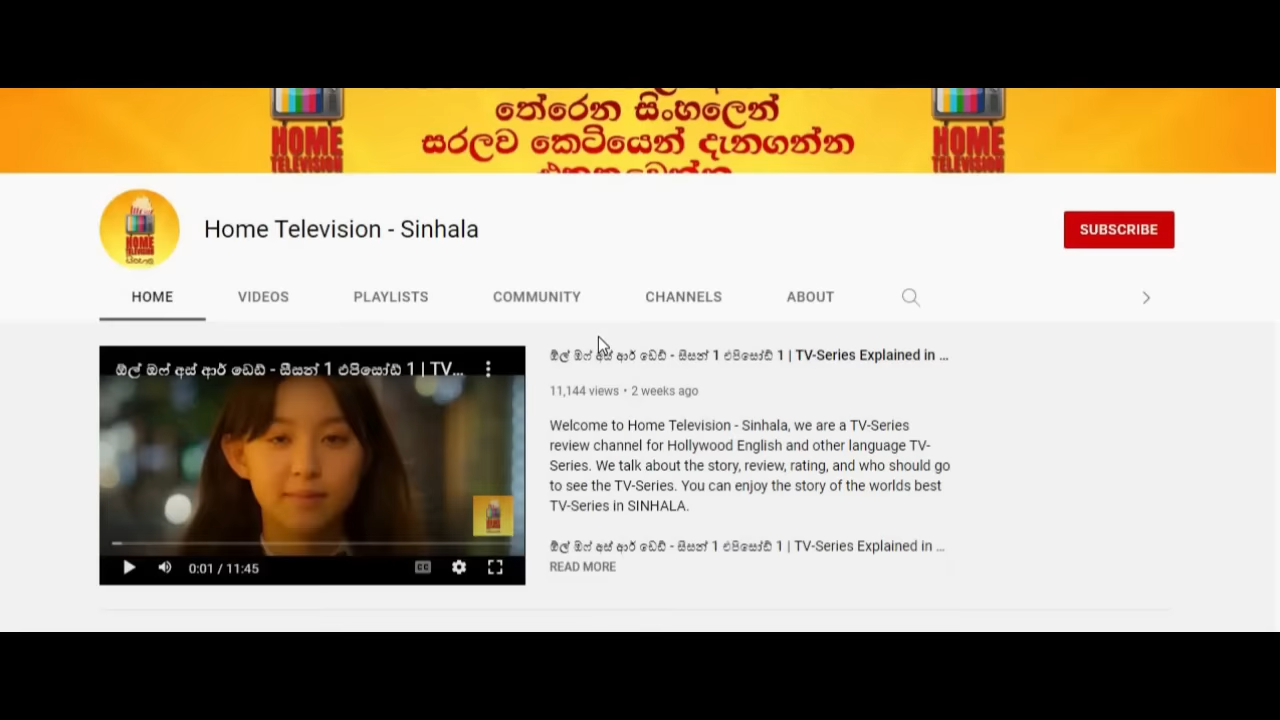 තේරෙන සිංහලෙන්
සරලව කෙටියෙන් දැනගන්න
HOME
TELEVISION
HOME
TELEVISION
HOME
TELEVISION
සිංහල
Home Television - Sinhala
SUBSCRIBE
HOME VIDEOS PLAYLISTS COMMUNITY CHANNELS ABOUT
ඕල් ඔෆ් අස් ආර් ඩෙඩ් - සීසන් 1 එපිසෝඩ් 1 | TV...
0:01 / 11:45
CC
ඕල් ඔෆ් අස් ආර් ඩෙඩ් - සීසන් 1 එපිසෝඩ් 1 | TV-Series Explained in ...
11,144 views • 2 weeks ago
Welcome to Home Television - Sinhala, we are a TV-Series
review channel for Hollywood English and other language TV-
Series. We talk about the story, review, rating, and who should go
to see the TV-Series. You can enjoy the story of the worlds best
TV-Series in SINHALA.
ඕල් ඔෆ් අස් ආර් ඩෙඩ් - සීසන් 1 එපිසෝඩ් 1 | TV-Series Explained in ...
READ MORE